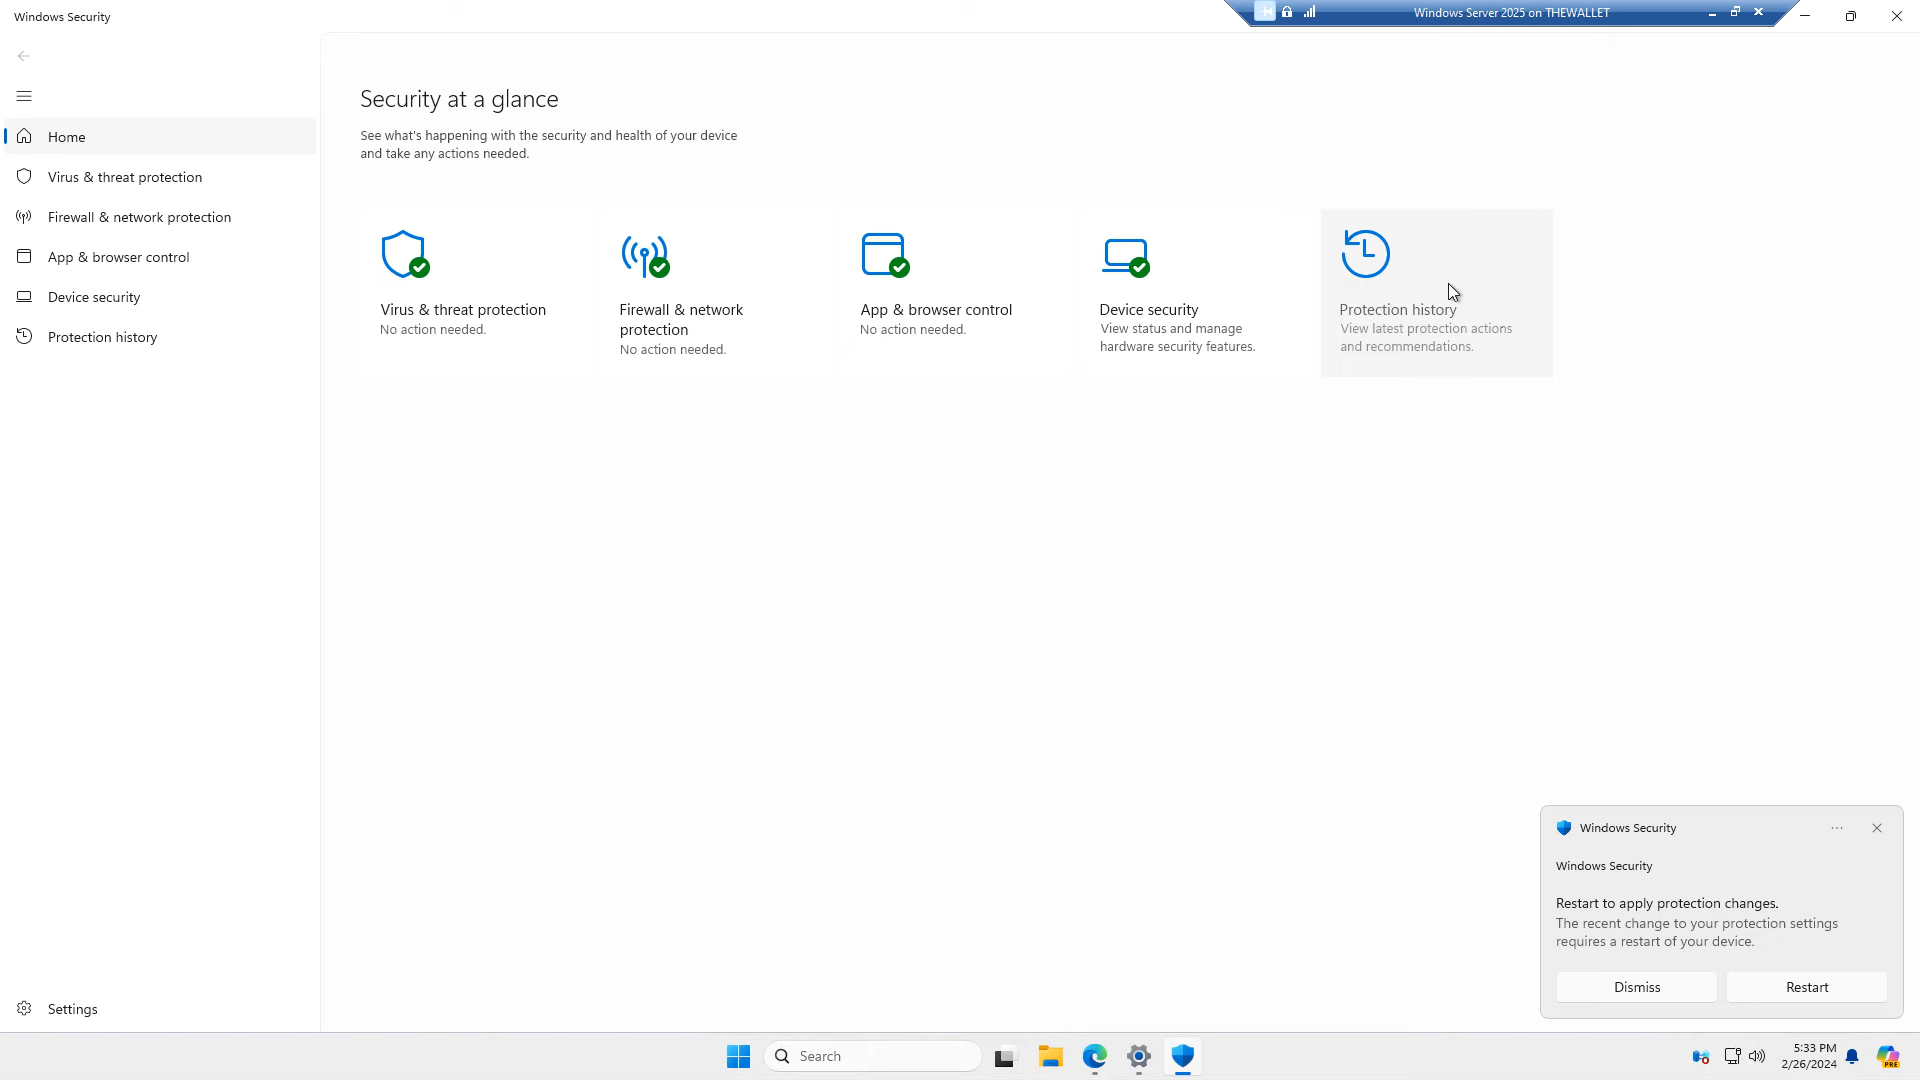 Windows Security
Windows Server 2025 on THEWALLET
Home
Virus & threat protection
Firewall & network protection
App & browser control
Device security
Protection history
Settings
Security at a glance
See what's happening with the security and health of your device
and take any actions needed.
Virus & threat protection
No action needed.
Firewall & network
protection
No action needed.
App & browser control
No action needed.
Device security
View status and manage
hardware security features.
Protection history
View latest protection actions
and recommendations.
Windows Security
Windows Security
Restart to apply protection changes.
The recent change to your protection settings
requires a restart of your device.
Dismiss
Restart
Search
5:33 PM
2/26/2024
PRE